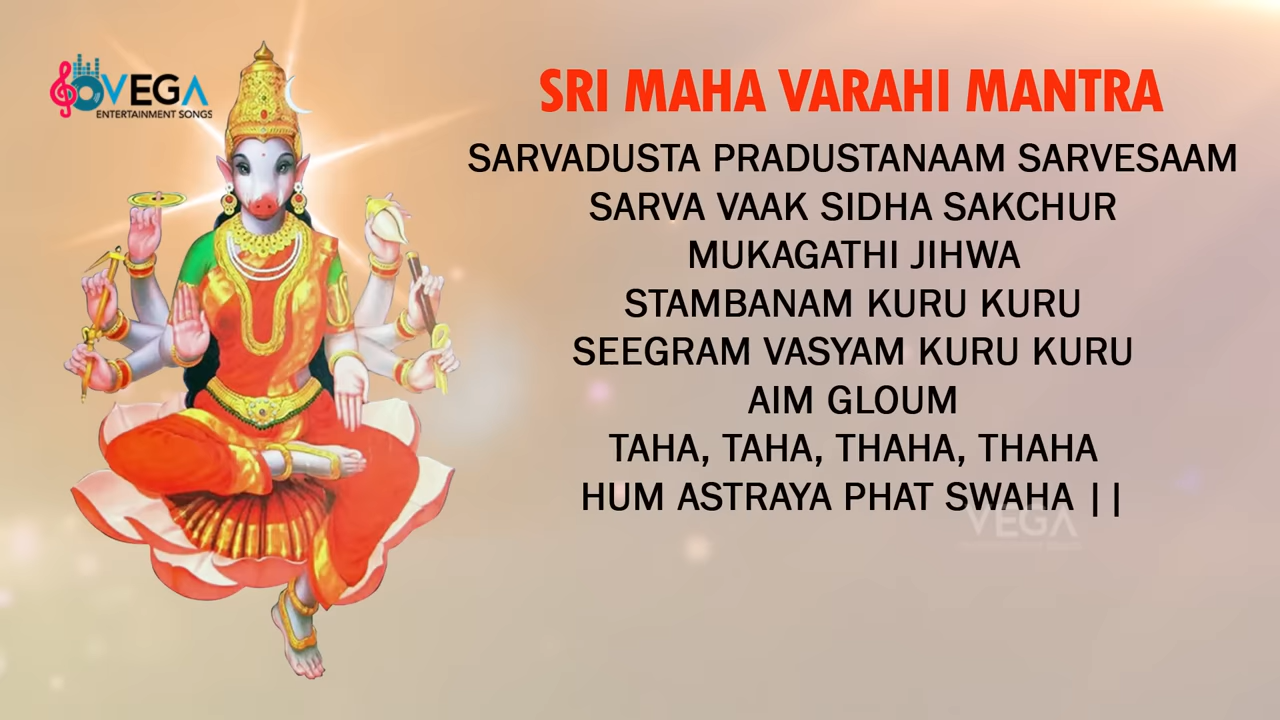 VEGA
ENTERTAINMENT SONGS
SRI MAHA VARAHI MANTRA
SARVADUSTA PRADUSTANAAM SARVESAAM
SARVA VAAK SIDHA SAKCHUR
MUKAGATHI JIHWA
STAMBANAM KURU KURU
SEEGRAM VASYAM KURU KURU
AIM GLOUM
TAHA, TAHA, THAHA, THAHA
HUM ASTRAYA PHAT SWAHA ||
VEGA